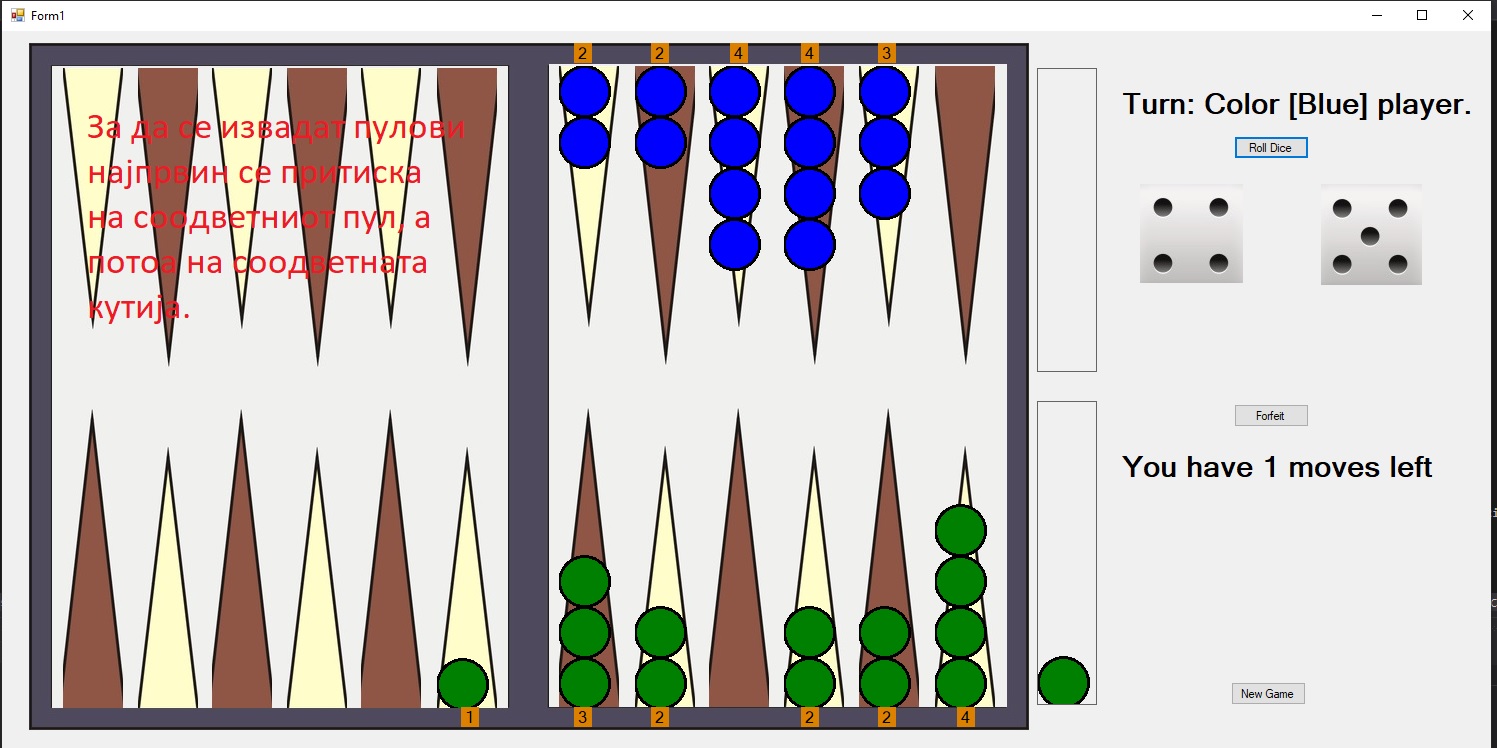 Form1
2 2 4 4 3
За да се извадат пулови
најпрвин се притиска
на соодветниот пул, а
потоа на соодветната
кутија.
Turn: Color [Blue] player.
Roll Dice
Forfeit
You have 1 moves left
New Game
1 3 2 2 2 4